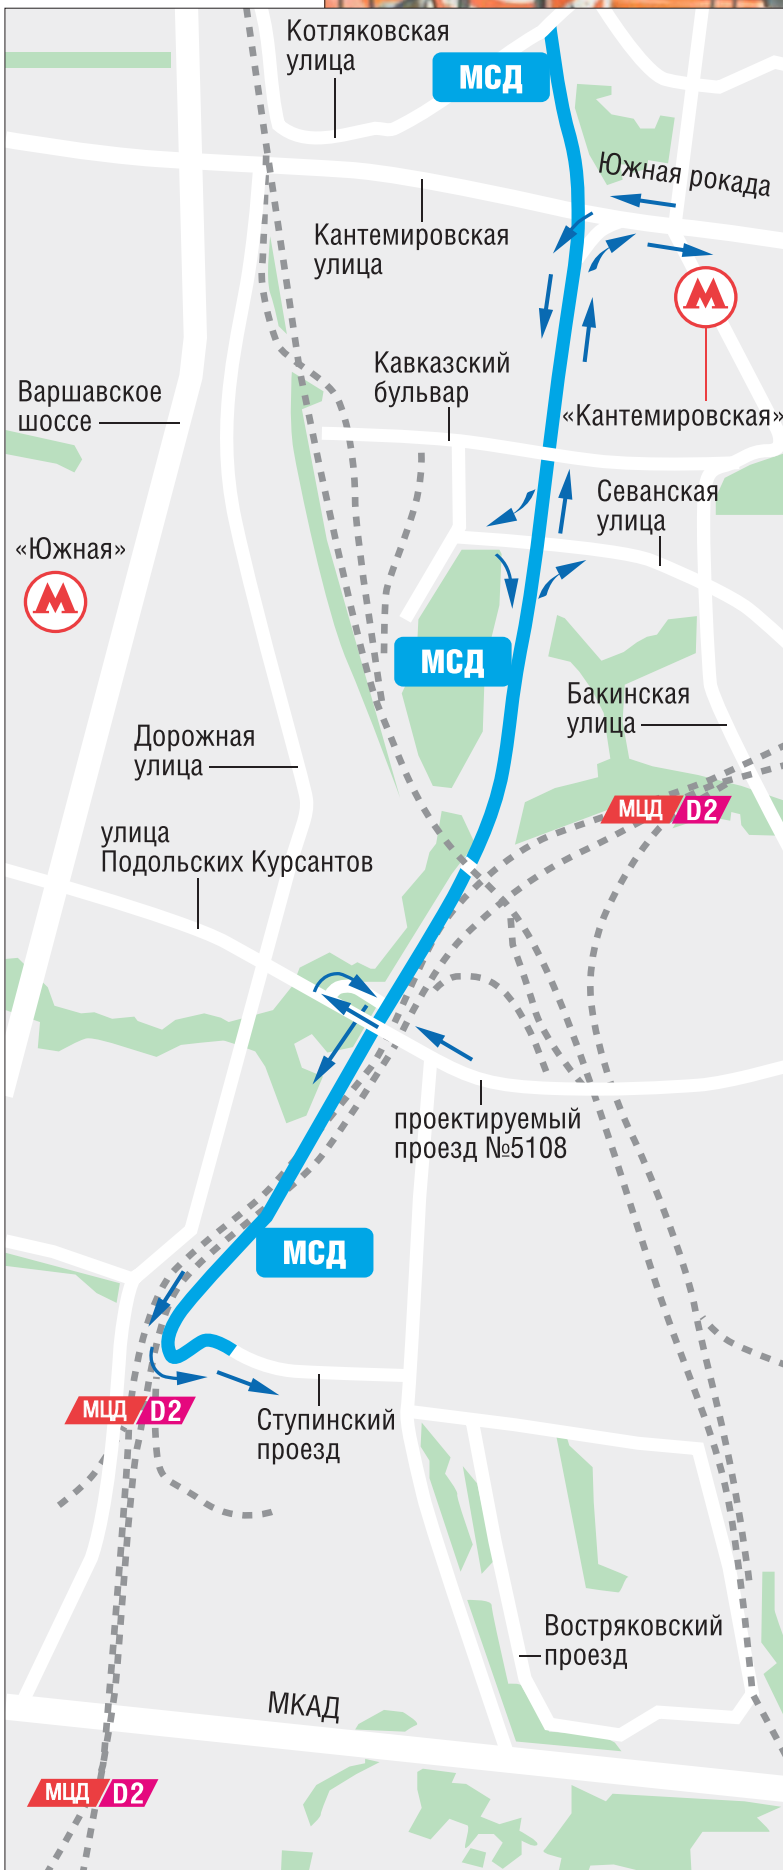 Котляковская
улица
МСД
Южная рокада
Кантемировская
улица
М
Кавказский
бульвар
Варшавское
шоссе
«Кантемировская»
Севанская
улица
«Южная»
М
МСД
Бакинская
улица
Дорожная
улица
МЦД D2
улица
Подольских Курсантов
проектируемый
проезд №5108
МСД
МЦД D2
Ступинский
проезд
Востряковский
проезд
МКАД
МЦД D2